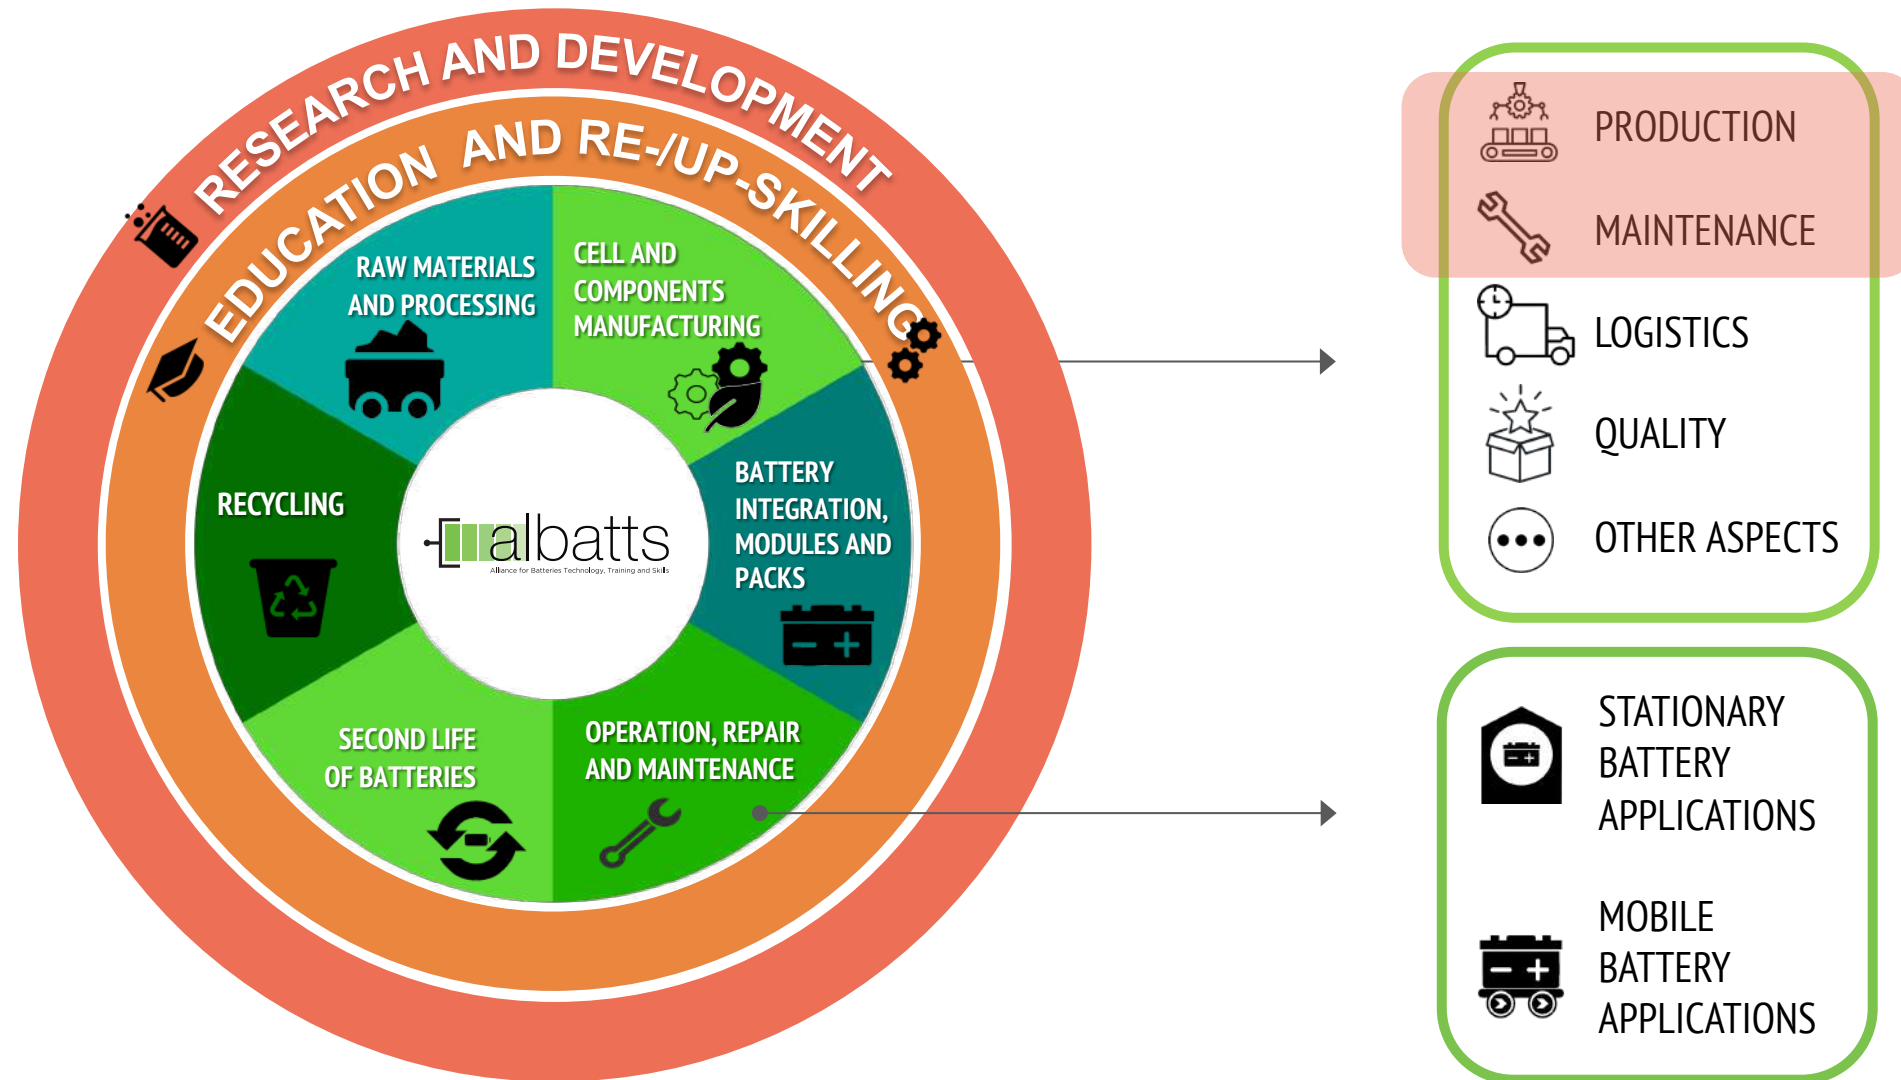 RESEARCH AND DEVELOPMENT
EDUCATION AND RE-/UP-SKILLING
RAW MATERIALS
AND PROCESSING
CELL AND
COMPONENTS
MANUFACTURING
BATTERY
INTEGRATION,
MODULES AND
PACKS
OPERATION, REPAIR
AND MAINTENANCE
SECOND LIFE
OF BATTERIES
RECYCLING
albatts
Alliance for Batteries Technology, Training and Skills
PRODUCTION
MAINTENANCE
LOGISTICS
QUALITY
OTHER ASPECTS
STATIONARY
BATTERY
APPLICATIONS
MOBILE
BATTERY
APPLICATIONS